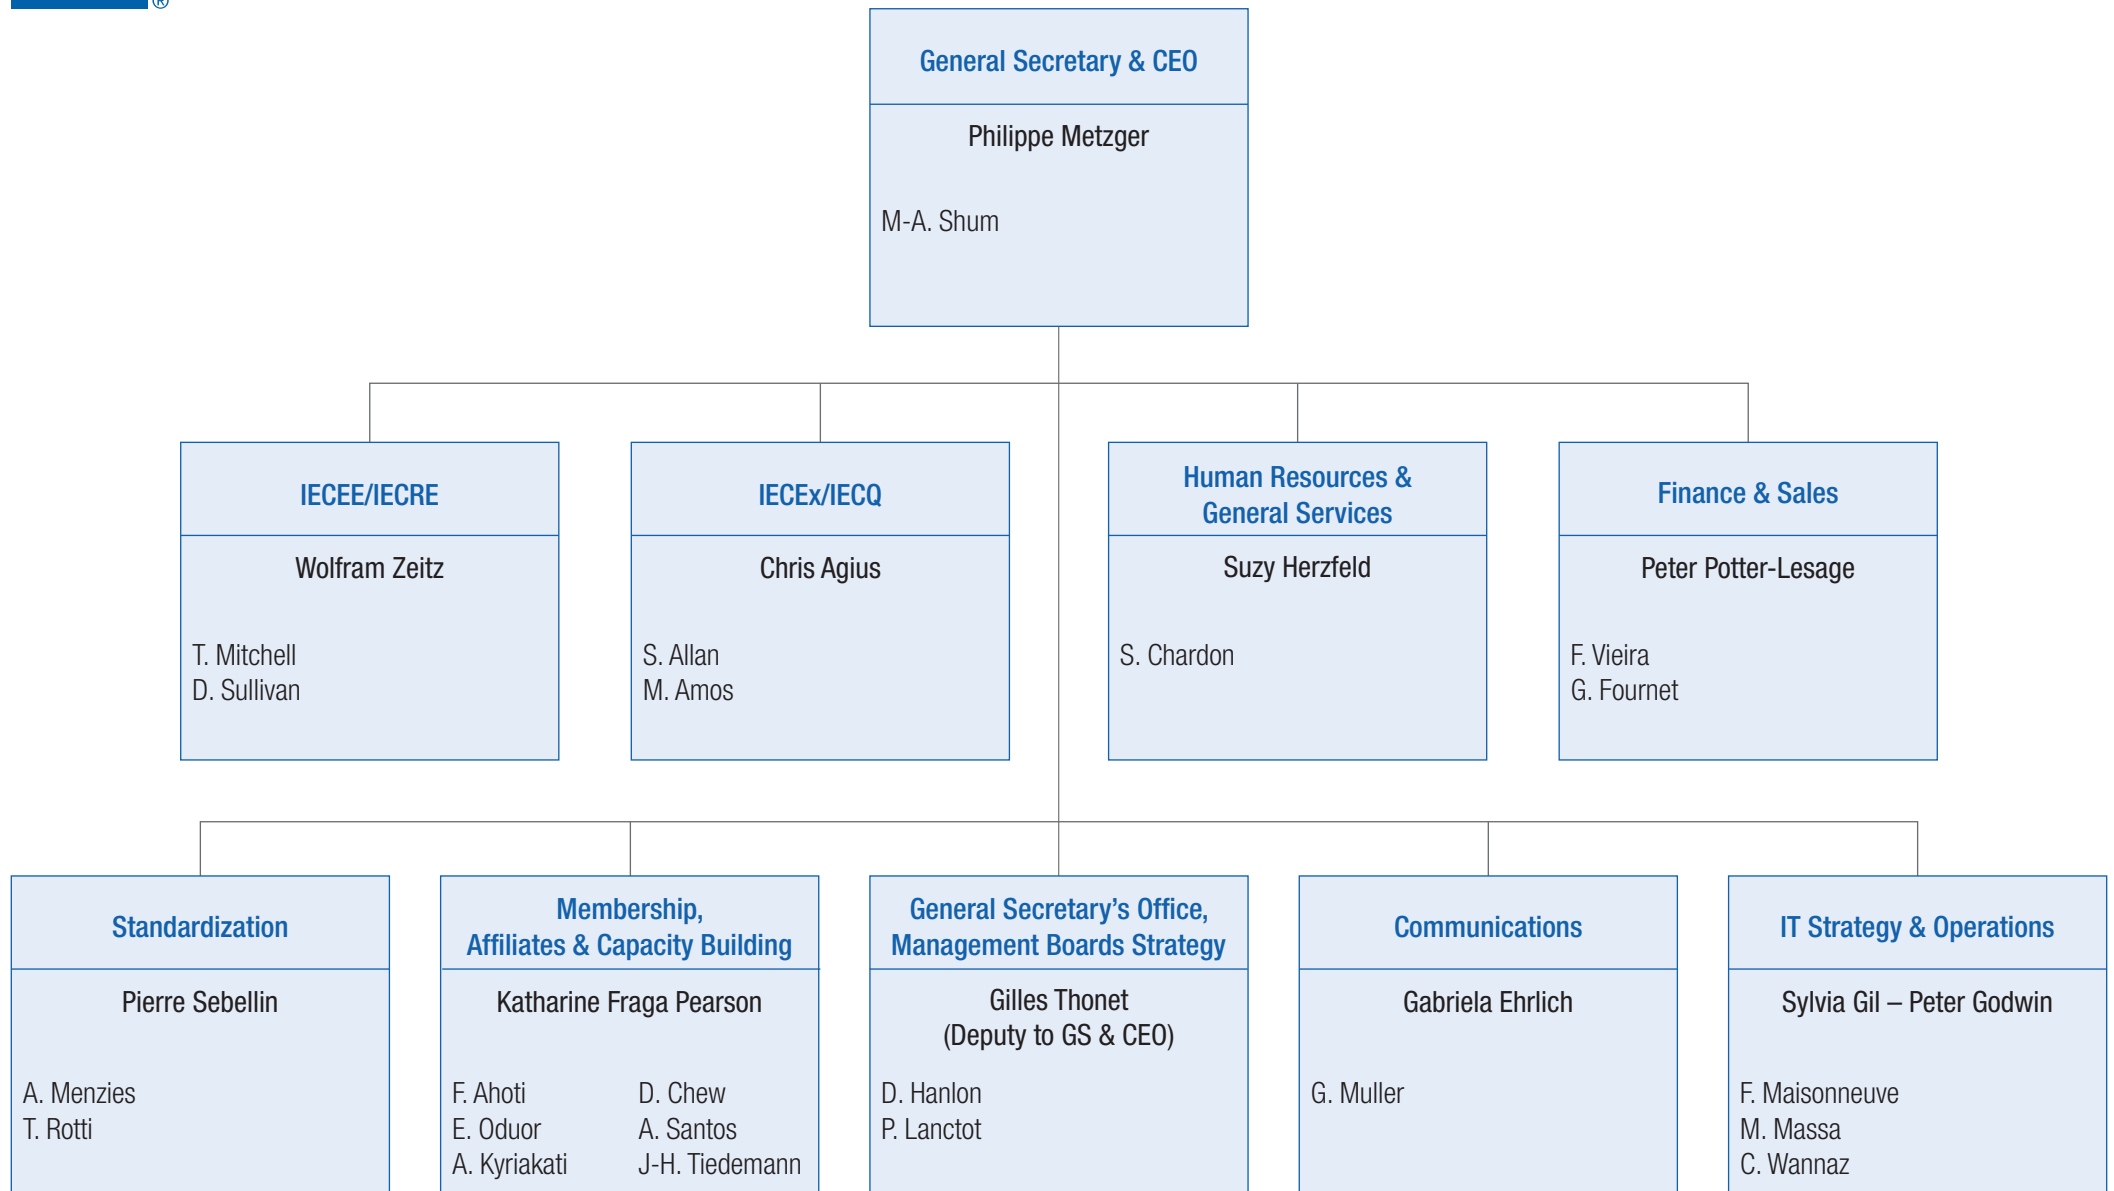 ®
General Secretary & CEO
Philippe Metzger
M-A. Shum
IECEE/IECRE
Wolfram Zeitz
T. Mitchell
D. Sullivan
IECEx/IECQ
Chris Agius
S. Allan
M. Amos
Human Resources &
General Services
Suzy Herzfeld
S. Chardon
Finance & Sales
Peter Potter-Lesage
F. Vieira
G. Fournet
Standardization
Pierre Sebellin
A. Menzies
T. Rotti
Membership,
Affiliates & Capacity Building
Katharine Fraga Pearson
F. Ahoti
E. Oduor
A. Kyriakati
D. Chew
A. Santos
J-H. Tiedemann
General Secretary’s Office,
Management Boards Strategy
Gilles Thonet
(Deputy to GS & CEO)
D. Hanlon
P. Lanctot
Communications
Gabriela Ehrlich
G. Muller
IT Strategy & Operations
Sylvia Gil – Peter Godwin
F. Maisonneuve
M. Massa
C. Wannaz